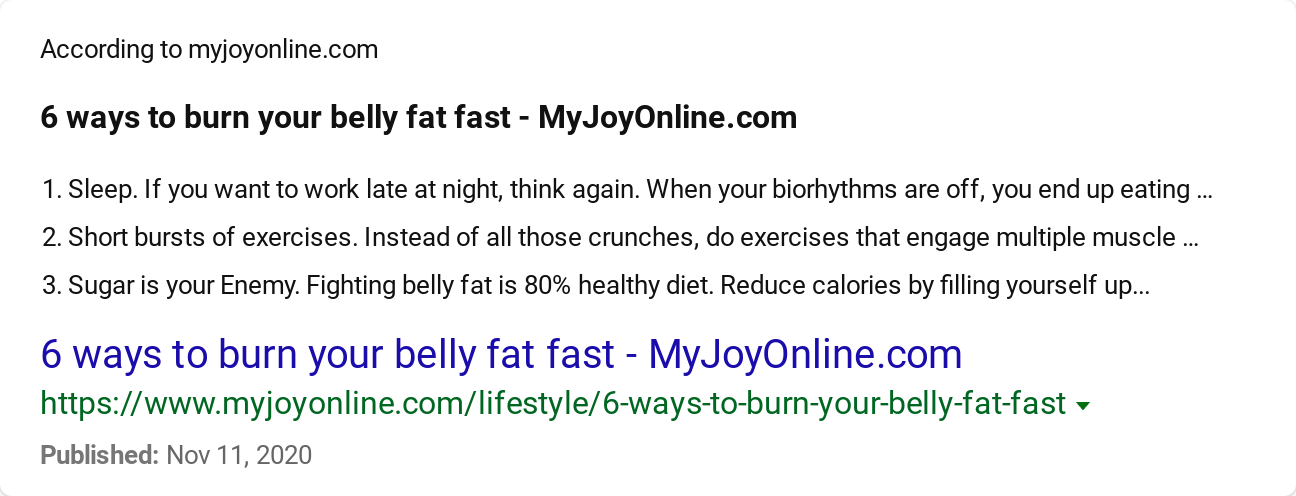 According to myjoyonline.com
6 ways to burn your belly fat fast - MyJoyOnline.com
1. Sleep. If you want to work late at night, think again. When your biorhythms are off, you end up eating ...
2. Short bursts of exercises. Instead of all those crunches, do exercises that engage multiple muscle ...
3. Sugar is your Enemy. Fighting belly fat is 80% healthy diet. Reduce calories by filling yourself up...
6 ways to burn your belly fat fast - MyJoyOnline.com
https://www.myjoyonline.com/lifestyle/6-ways-to-burn-your-belly-fat-fast
Published: Nov 11, 2020